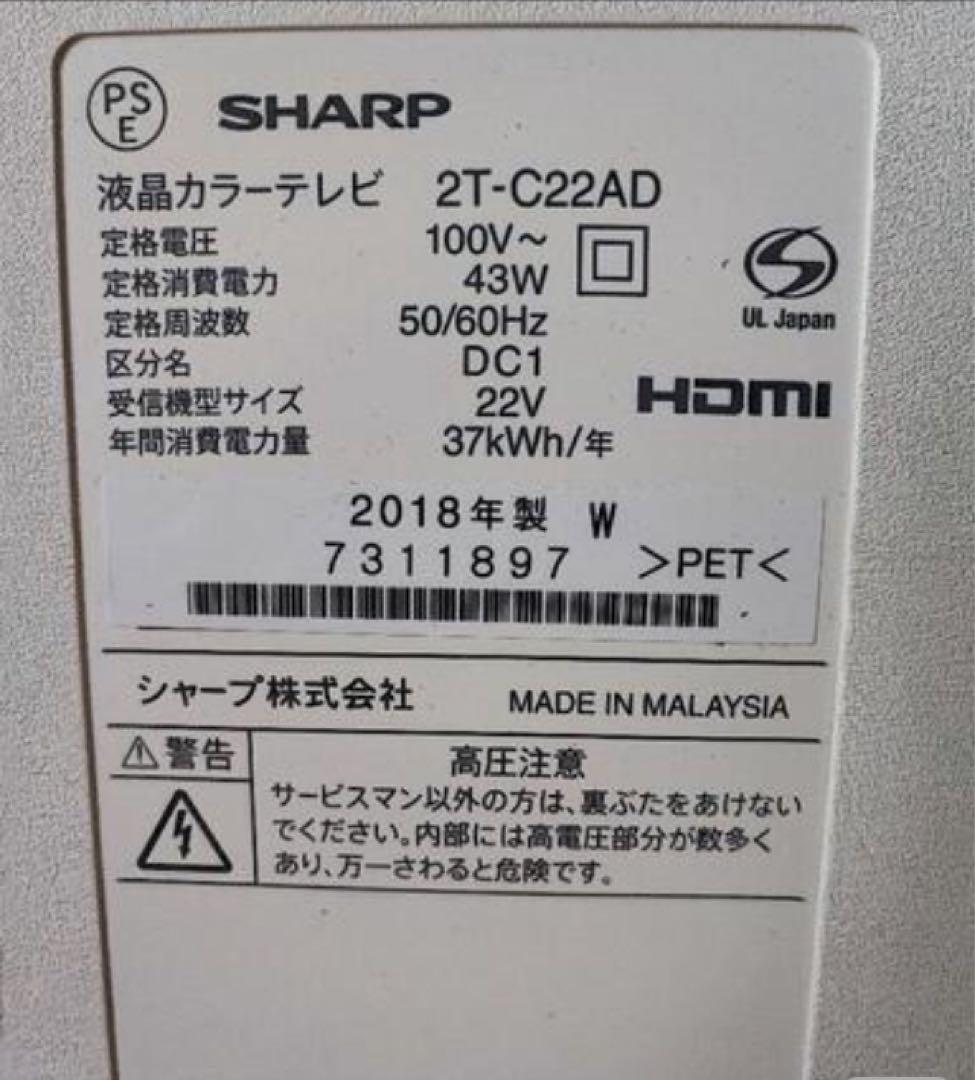 PS
E
SHARP
液晶カラーテレビ 2T-C22AD
定格電圧 100V～
定格消費電力 43W
定格周波数 50/60Hz
区分名 DC1
受信機型サイズ 22V
年間消費電力量 37kWh/年
UL Japan
HDMI
2018年製 W
7311897 >PET<
シャープ株式会社 MADE IN MALAYSIA
警告
高圧注意
サービスマン以外の方は、裏ぶたをあけない
でください。内部には高電圧部分が数多く
あり、万一さわると危険です。